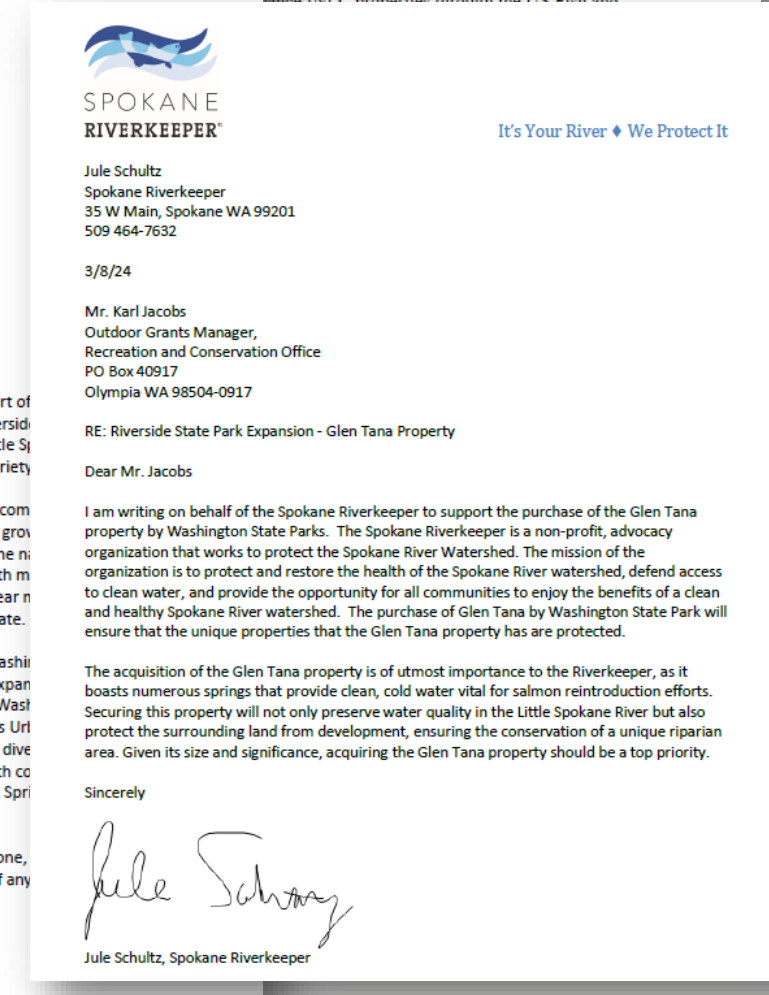 SPOKANE
RIVERKEEPER®
It's Your River ♦ We Protect It
Jule Schultz
Spokane Riverkeeper
35 W Main, Spokane WA 99201
509 464-7632
3/8/24
Mr. Karl Jacobs
Outdoor Grants Manager,
Recreation and Conservation Office
PO Box 40917
Olympia WA 98504-0917
RE: Riverside State Park Expansion - Glen Tana Property
Dear Mr. Jacobs
I am writing on behalf of the Spokane Riverkeeper to support the purchase of the Glen Tana
property by Washington State Parks. The Spokane Riverkeeper is a non-profit, advocacy
organization that works to protect the Spokane River Watershed. The mission of the
organization is to protect and restore the health of the Spokane River watershed, defend access
to clean water, and provide the opportunity for all communities to enjoy the benefits of a clean
and healthy Spokane River watershed. The purchase of Glen Tana by Washington State Park will
ensure that the unique properties that the Glen Tana property has are protected.
The acquisition of the Glen Tana property is of utmost importance to the Riverkeeper, as it
boasts numerous springs that provide clean, cold water vital for salmon reintroduction efforts.
Securing this property will not only preserve water quality in the Little Spokane River but also
protect the surrounding land from development, ensuring the conservation of a unique riparian
area. Given its size and significance, acquiring the Glen Tana property should be a top priority.
Sincerely
Jule Schultz
Jule Schultz, Spokane Riverkeeper